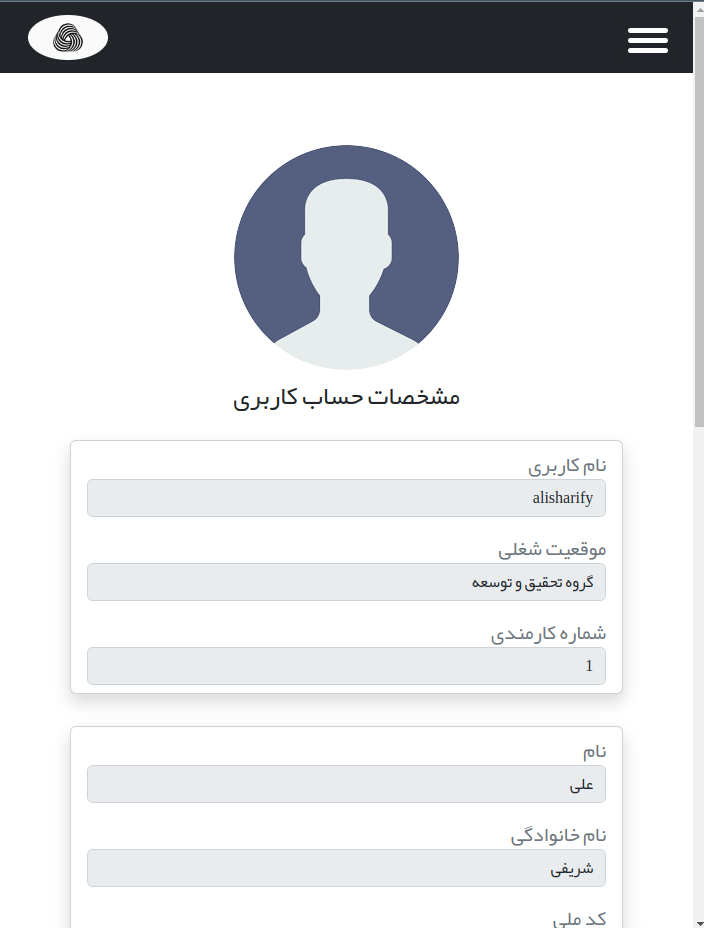 مشخصات حساب کاربری
نام کاربری
alisharify
موقعیت شغلی
گروه تحقیق و توسعه
شماره کارمندی
1
نام
علی
نام خانوادگی
شریفی
کد ملی